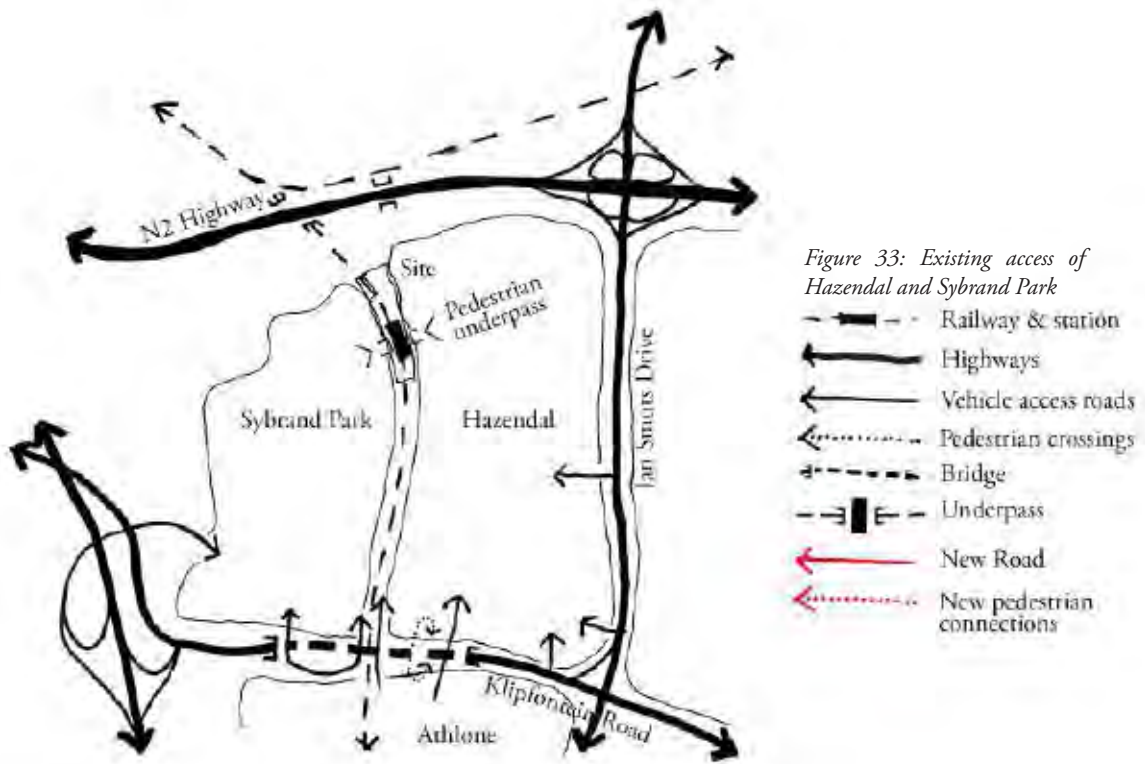 N2 Highway
Site
Pedestrian
underpass
Sybrand Park
Hazendal
Jan Smuts Drive
Klipfontein Road
Athlone
Figure 33: Existing access of
Hazendal and Sybrand Park
Railway & station
Highways
Vehicle access roads
Pedestrian crossings
Bridge
Underpass
New Road
New pedestrian
connections